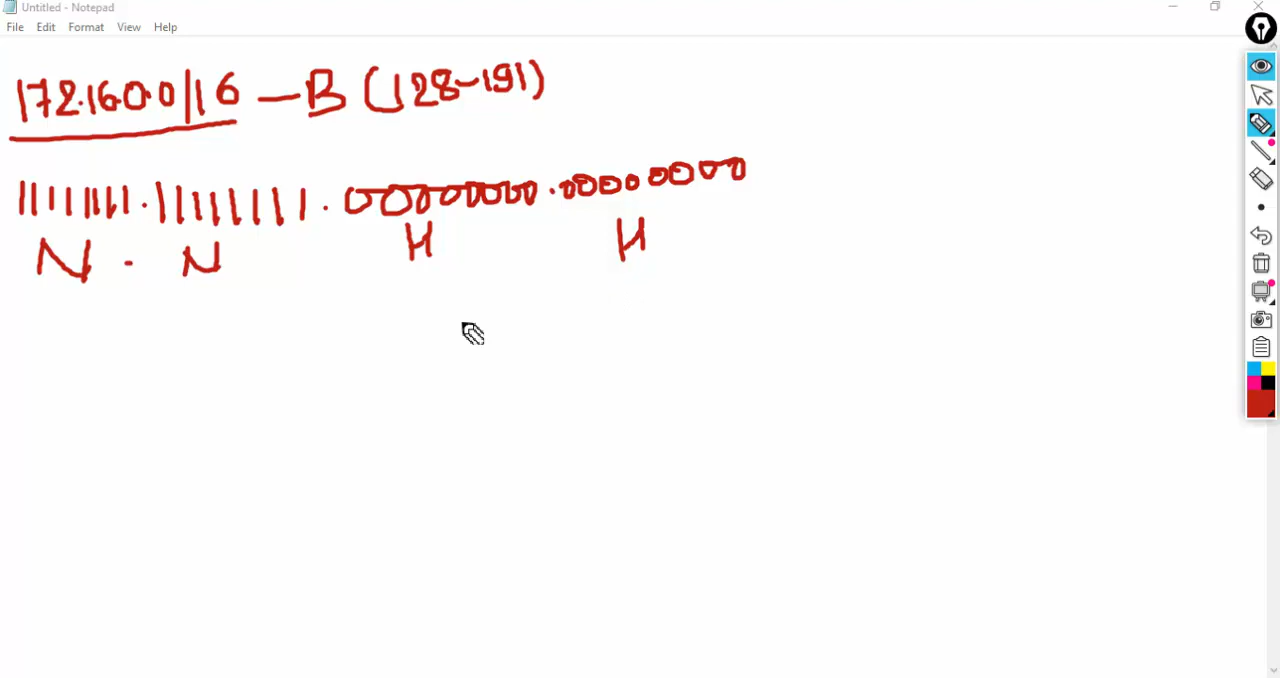 Untitled - Notepad
File Edit Format View Help
172.16.0.0/16 — B (128-191)
11111111.11111111.00000000.00000000
N . N H H